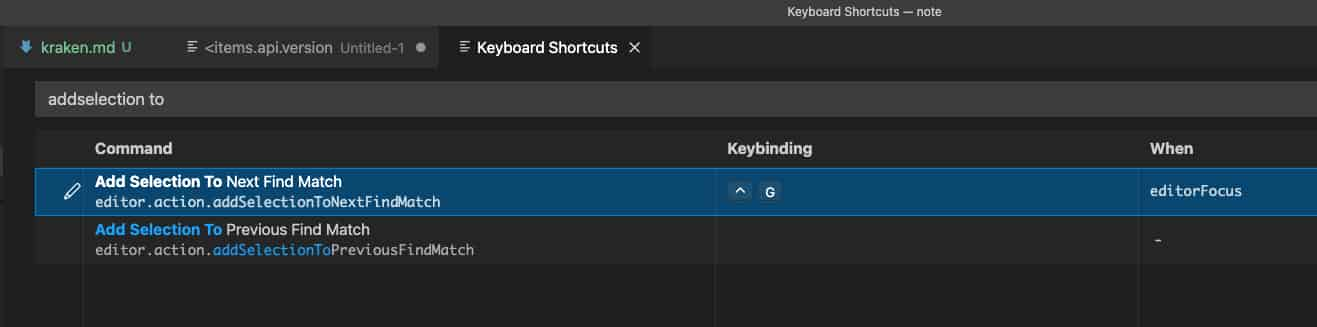 Keyboard Shortcuts — note
kraken.md U <items.api.version Untitled-1 Keyboard Shortcuts
addselection to
Command Keybinding When
Add Selection To Next Find Match
editor.action.addSelectionToNextFindMatch ^ G editorFocus
Add Selection To Previous Find Match
editor.action.addSelectionToPreviousFindMatch -